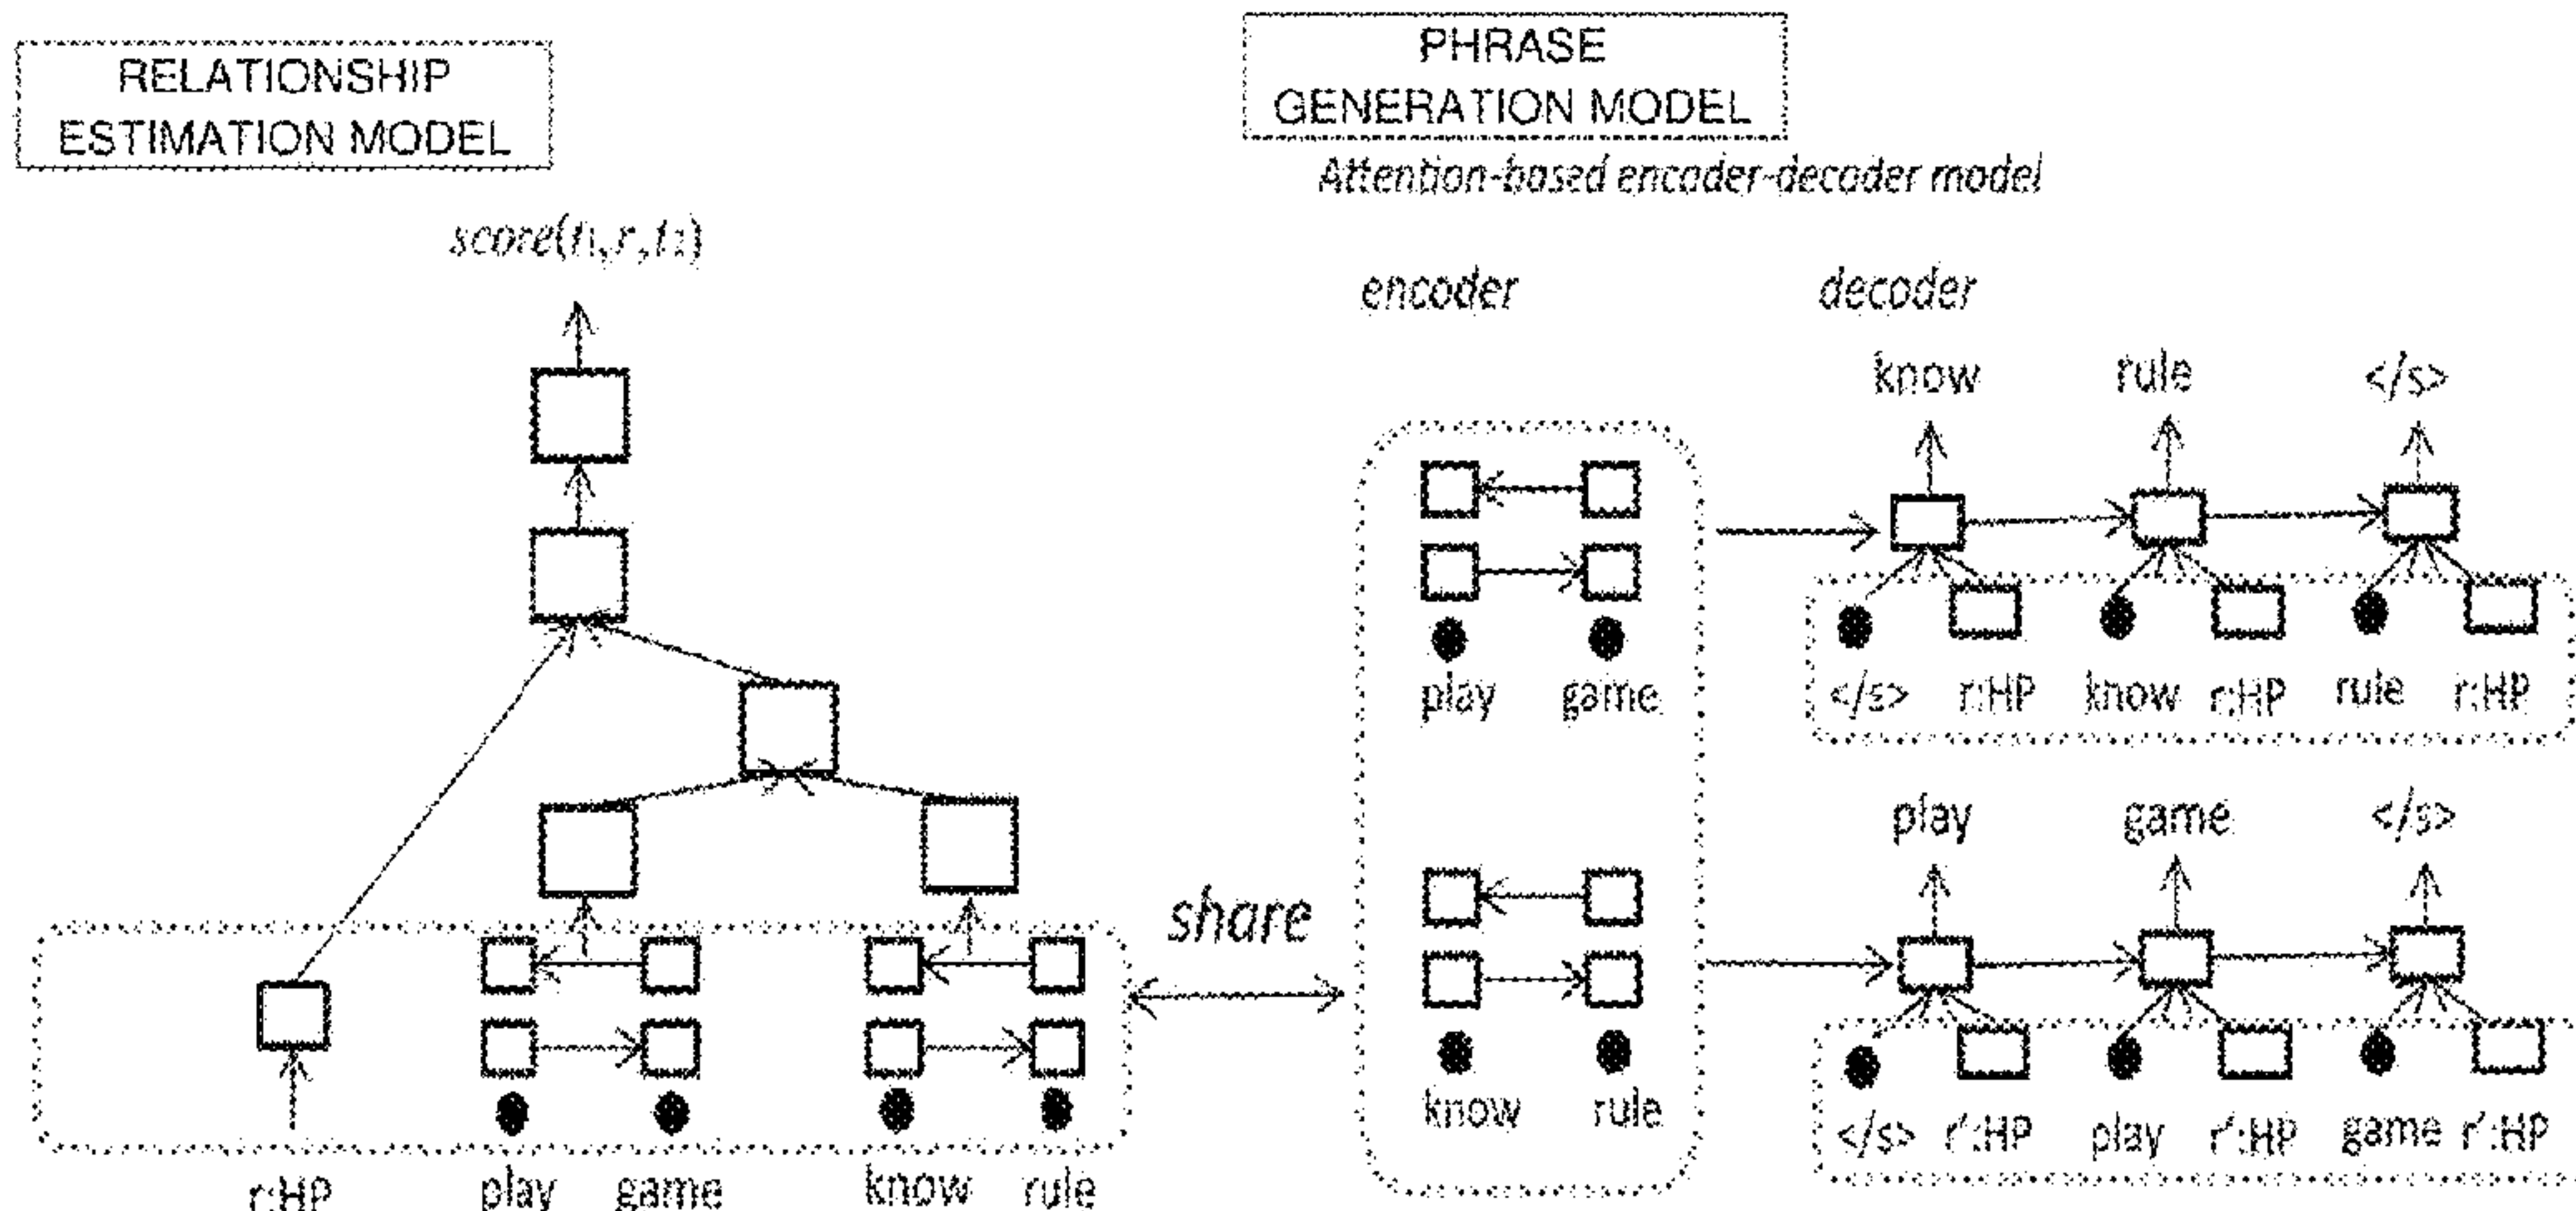 RELATIONSHIP
ESTIMATION MODEL
score(t1,r,t2)
r:HP play game know rule
share
PHRASE
GENERATION MODEL
Attention-based encoder-decoder model
encoder decoder
know rule </s>
play game
</s> r:HP know r:HP rule r:HP
play game </s>
know rule
</s> r':HP play r':HP game r':HP